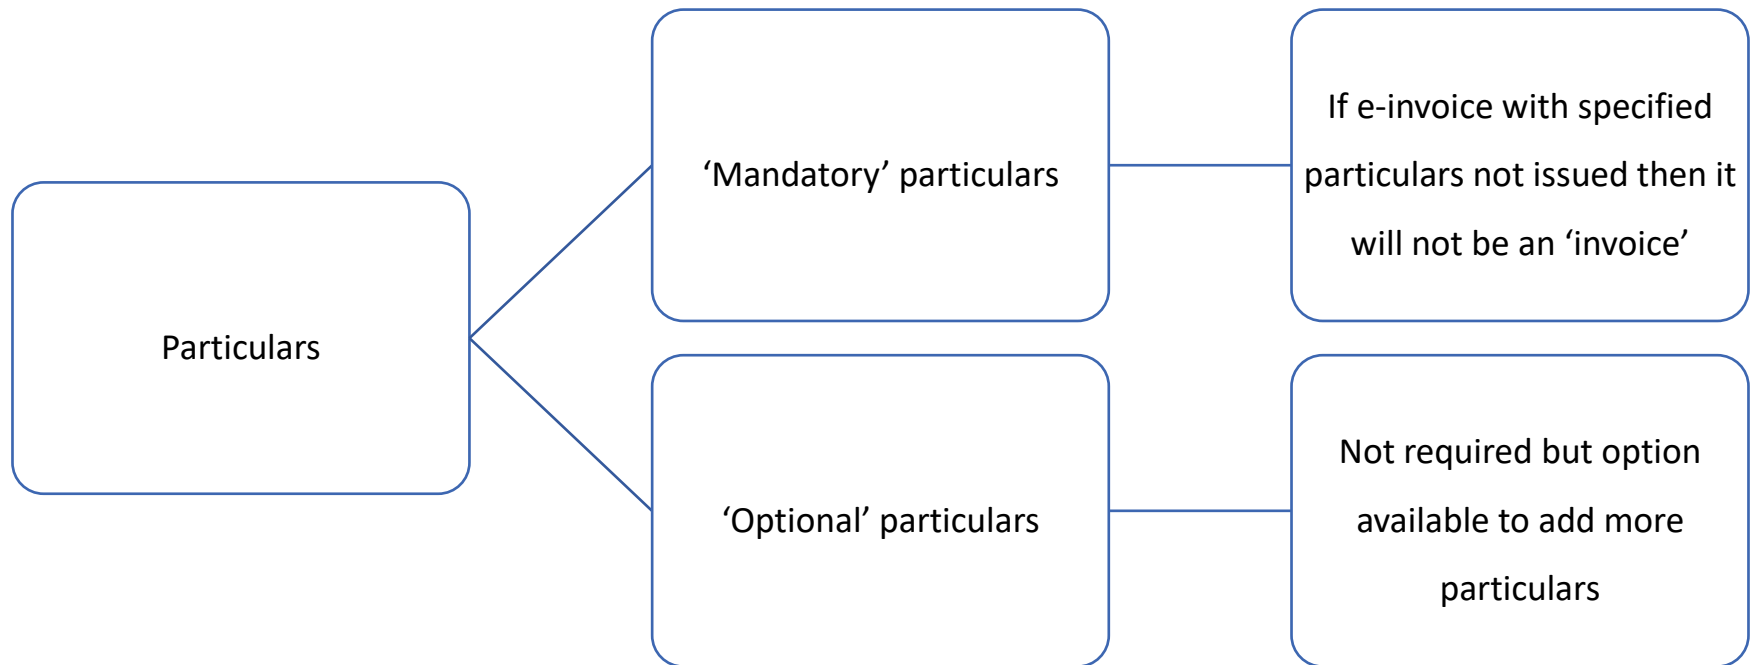 Particulars
‘Mandatory’ particulars
If e-invoice with specified
particulars not issued then it
will not be an ‘invoice’
‘Optional’ particulars
Not required but option
available to add more
particulars